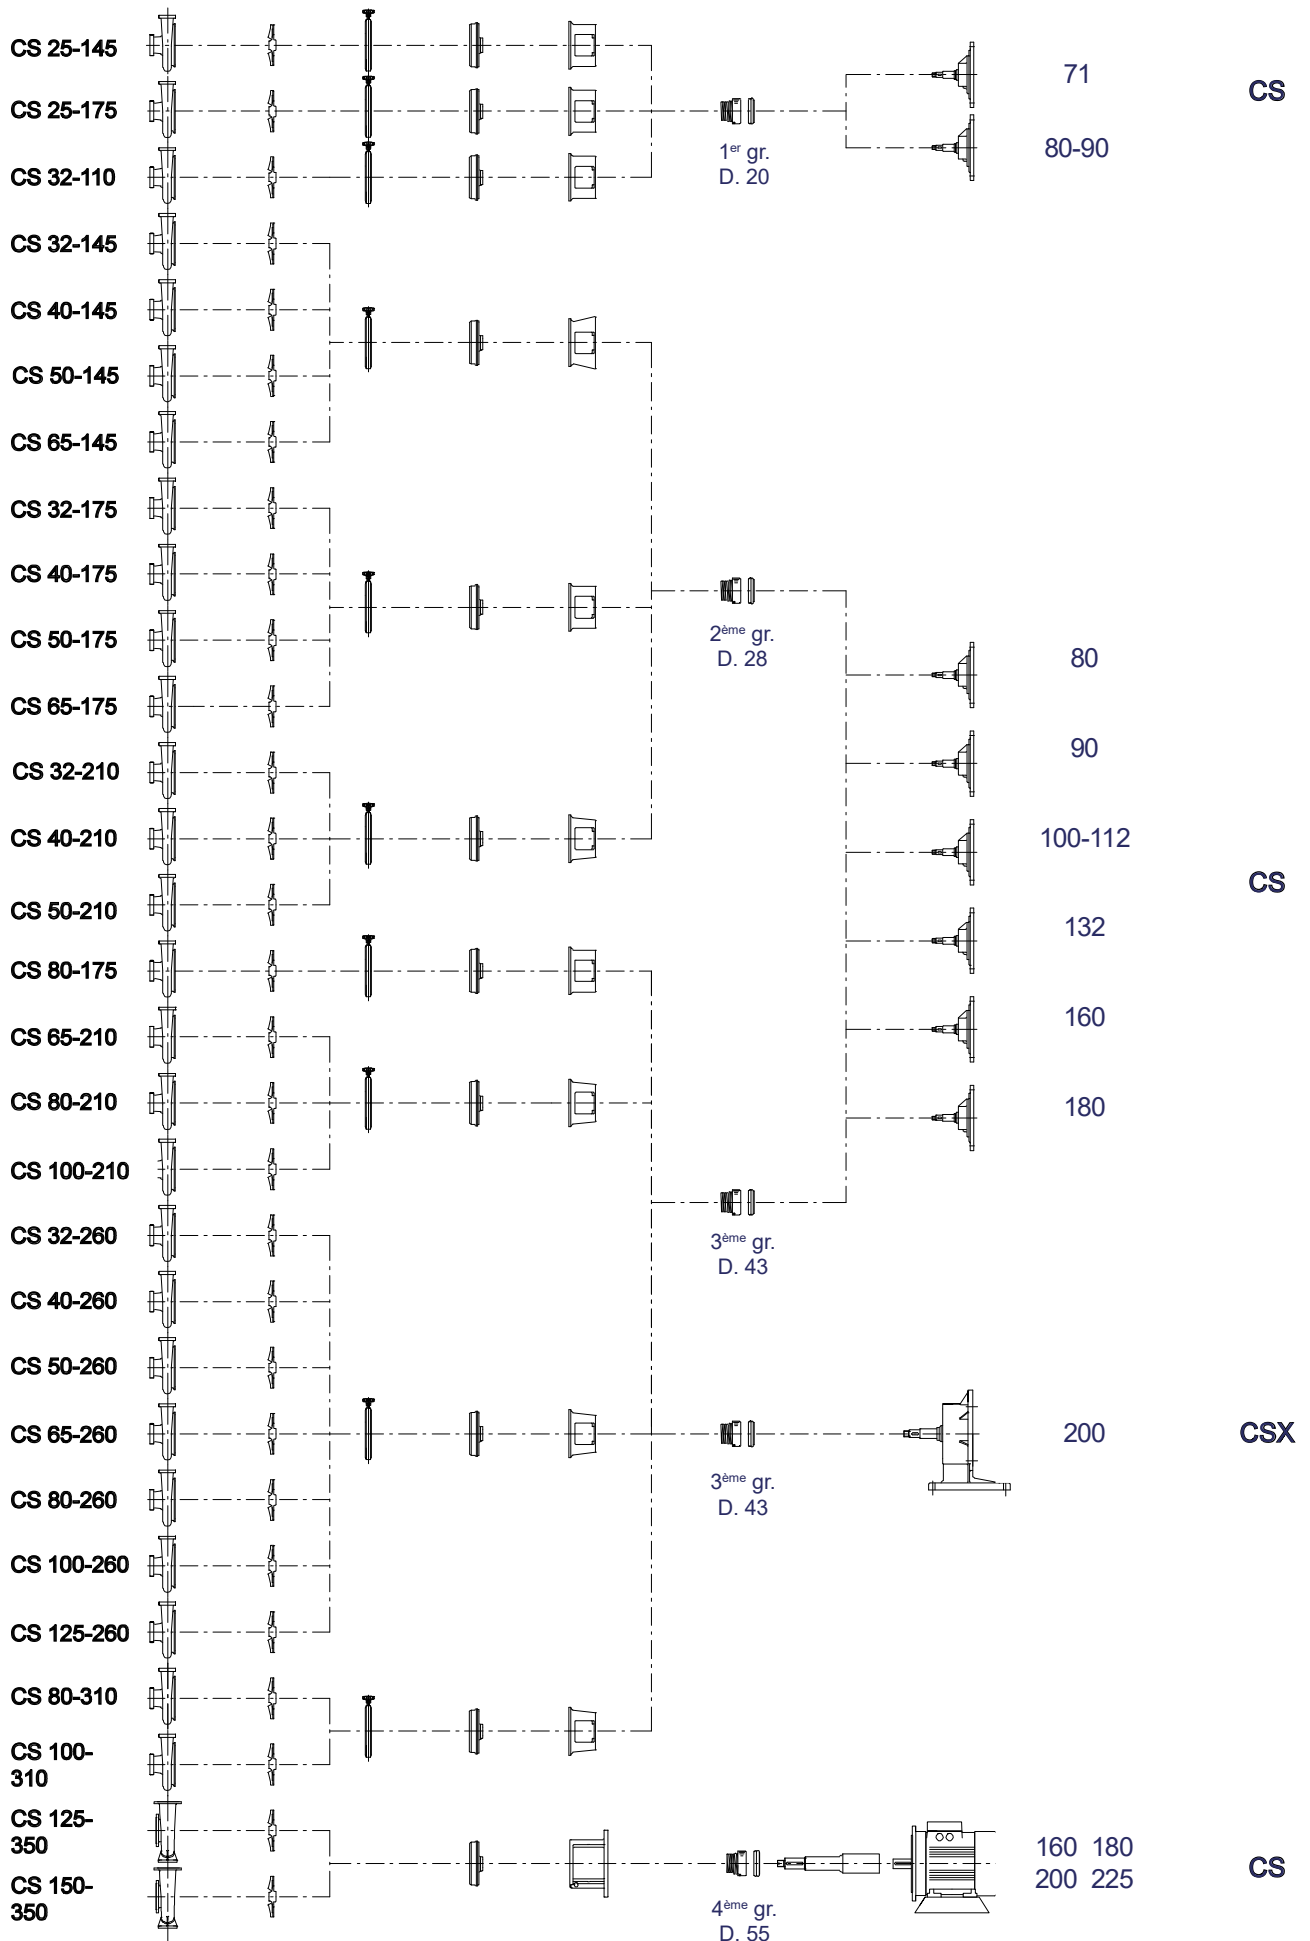 CS 25-145
71
CS
CS 25-175
1er gr.
D. 20
80-90
CS 32-110
CS 32-145
CS 40-145
CS 50-145
CS 65-145
CS 32-175
CS 40-175
CS 50-175
2ème gr.
D. 28
80
CS 65-175
90
CS 32-210
CS 40-210
100-112
CS
CS 50-210
132
CS 80-175
160
CS 65-210
CS 80-210
180
CS 100-210
CS 32-260
3ème gr.
D. 43
CS 40-260
CS 50-260
CS 65-260
200
CSX
3ème gr.
D. 43
CS 80-260
CS 100-260
CS 125-260
CS 80-310
CS 100-
310
CS 125-
350
160 180
200 225
CS
CS 150-
350
4ème gr.
D. 55